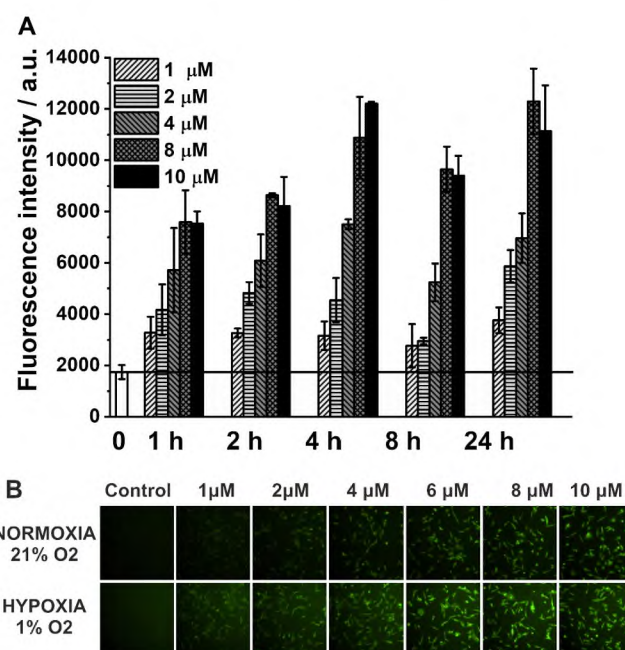 A
Fluorescence intensity / a.u.
14000
12000
10000
8000
6000
4000
2000
0
1 μM
2 μM
4 μM
8 μM
10 μM
0 1 h 2 h 4 h 8 h 24 h
B
Control 1μM 2μM 4 μM 6 μM 8 μM 10 μM
NORMOXIA
21% O2
HYPOXIA
1% O2